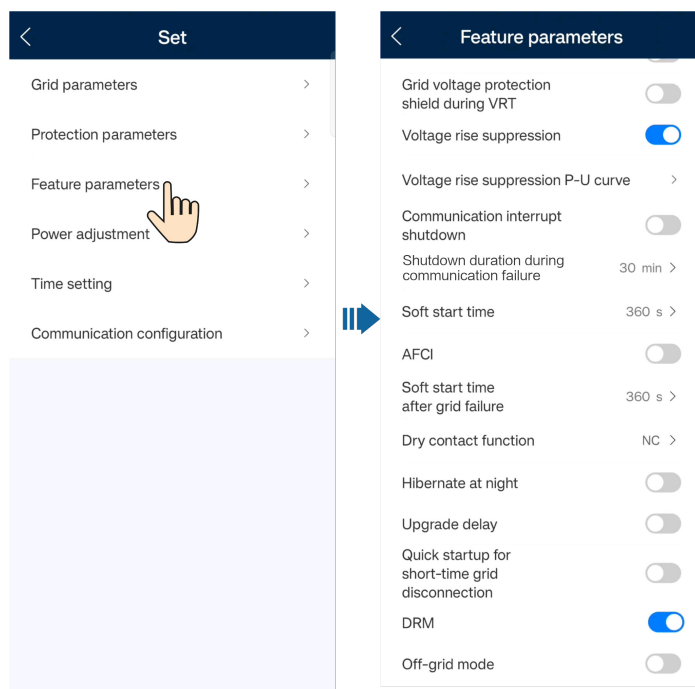 Set
Grid parameters
Protection parameters
Feature parameters
Power adjustment
Time setting
Communication configuration
Feature parameters
Grid voltage protection
shield during VRT
Voltage rise suppression
Voltage rise suppression P-U curve
Communication interrupt
shutdown
Shutdown duration during
communication failure
30 min
Soft start time
360 s
AFCI
Soft start time
after grid failure
360 s
Dry contact function
NC
Hibernate at night
Upgrade delay
Quick startup for
short-time grid
disconnection
DRM
Off-grid mode